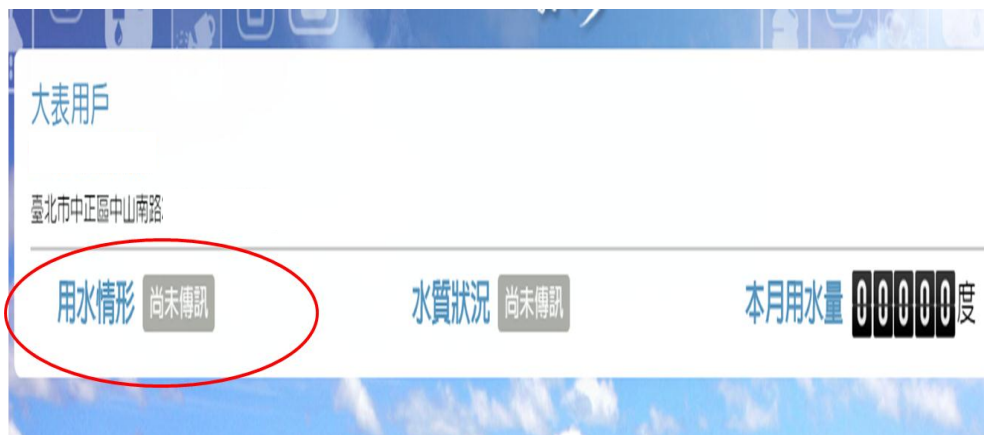 大表用戶
臺北市中正區中山南路
用水情形 尚未傳訊 水質狀況 尚未傳訊 本月用水量 00000度